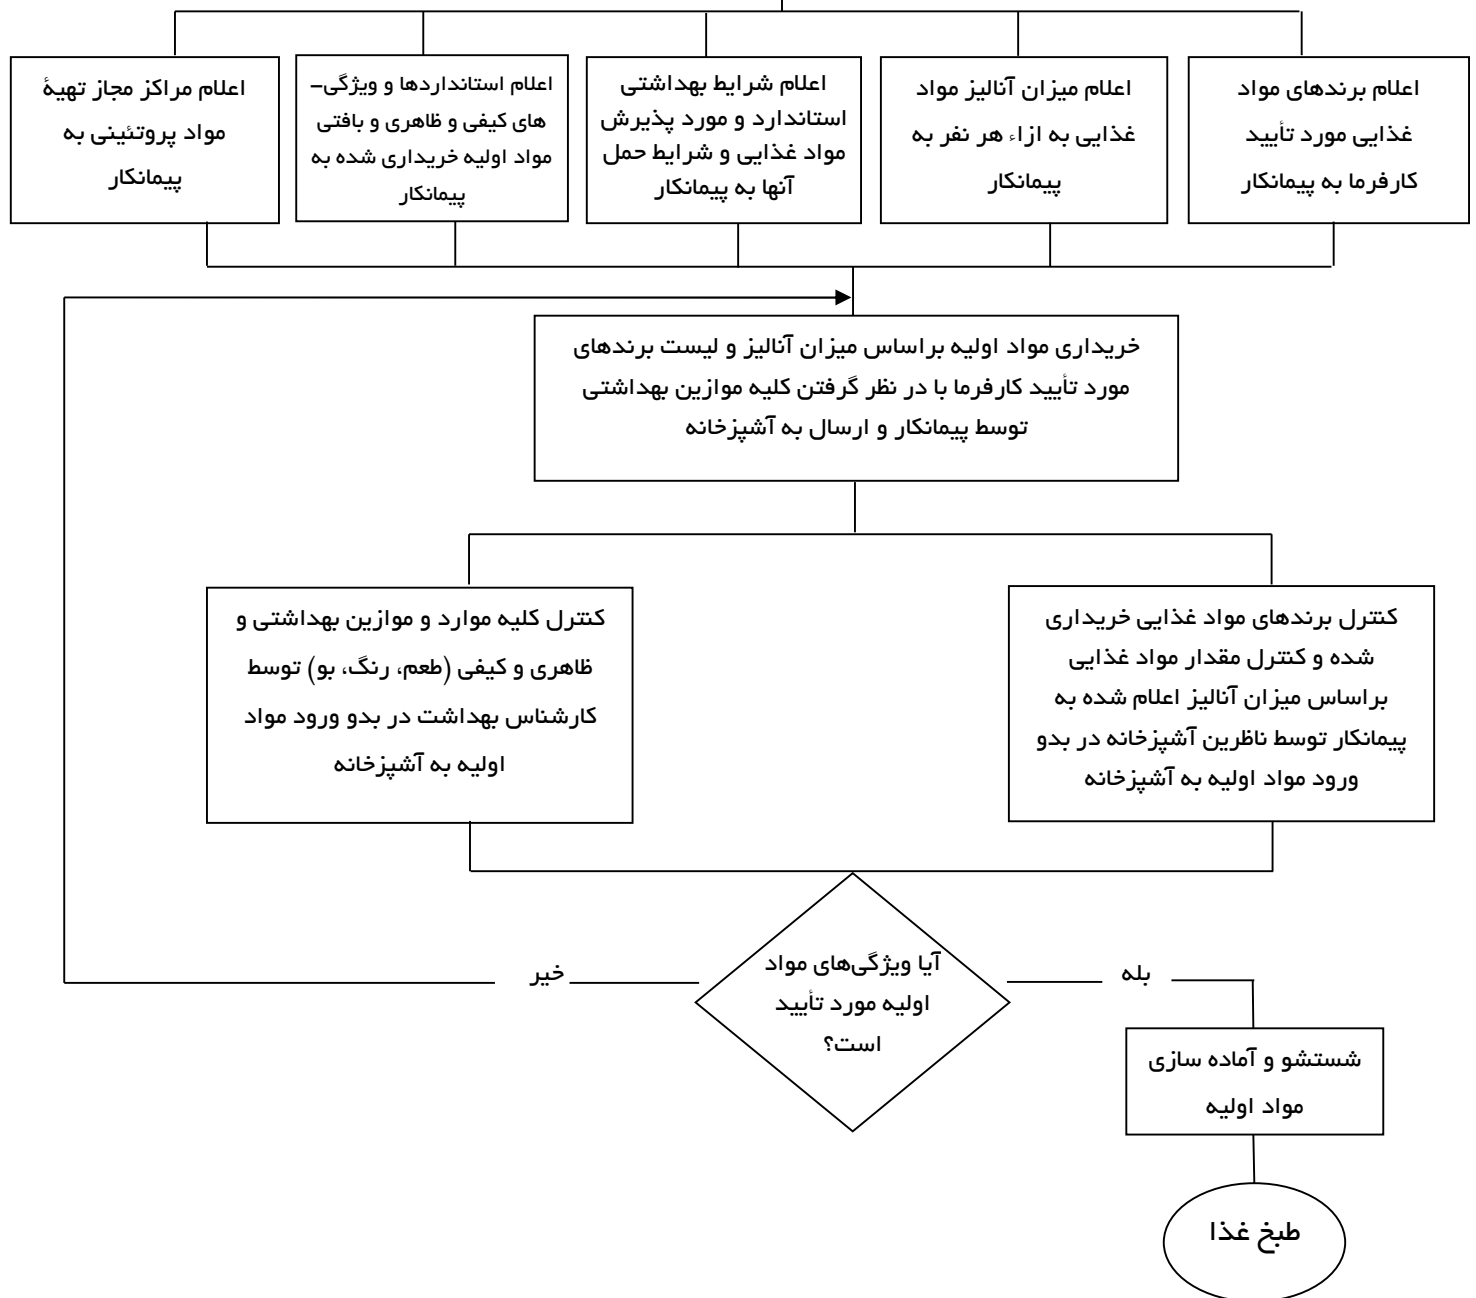 اعلام برندهای مواد
غذایی مورد تأیید
کارفرما به پیمانکار
اعلام میزان آنالیز مواد
غذایی به ازاء هر نفر به
پیمانکار
اعلام شرایط بهداشتی
استاندارد و مورد پذیرش
مواد غذایی و شرایط حمل
آنها به پیمانکار
اعلام استانداردها و ویژگی–
های کیفی و ظاهری و بافتی
مواد اولیه خریداری شده به
پیمانکار
اعلام مراکز مجاز تهیۀ
مواد پروتئینی به
پیمانکار
خریداری مواد اولیه براساس میزان آنالیز و لیست برندهای
مورد تأیید کارفرما با در نظر گرفتن کلیه موازین بهداشتی
توسط پیمانکار و ارسال به آشپزخانه
کنترل برندهای مواد غذایی خریداری
شده و کنترل مقدار مواد غذایی
براساس میزان آنالیز اعلام شده به
پیمانکار توسط ناظرین آشپزخانه در بدو
ورود مواد اولیه به آشپزخانه
کنترل کلیه موارد و موازین بهداشتی و
ظاهری و کیفی (طعم، رنگ، بو) توسط
کارشناس بهداشت در بدو ورود مواد
اولیه به آشپزخانه
آیا ویژگی‌های مواد
اولیه مورد تأیید
است؟
بله
خیر
شستشو و آماده سازی
مواد اولیه
طبخ غذا